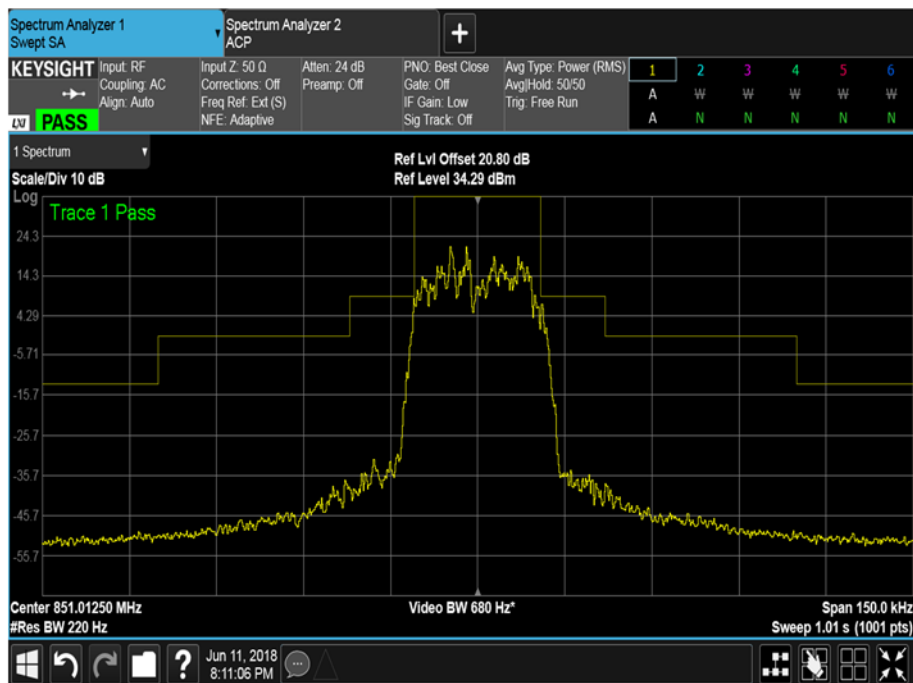 Spectrum Analyzer 1
Swept SA
Spectrum Analyzer 2
ACP
+
KEYSIGHT
LXI PASS
Input: RF
Coupling: AC
Align: Auto
Input Z: 50 Ω
Corrections: Off
Freq Ref: Ext (S)
NFE: Adaptive
Atten: 24 dB
Preamp: Off
PNO: Best Close
Gate: Off
IF Gain: Low
Sig Track: Off
Avg Type: Power (RMS)
Avg|Hold: 50/50
Trig: Free Run
1 2 3 4 5 6
A W W W W W
A N N N N N
1 Spectrum
Scale/Div 10 dB
Ref Lvl Offset 20.80 dB
Ref Level 34.29 dBm
Log
Trace 1 Pass
24.3
14.3
4.29
-5.71
-15.7
-25.7
-35.7
-45.7
-55.7
Center 851.01250 MHz
#Res BW 220 Hz
Video BW 680 Hz*
Span 150.0 kHz
Sweep 1.01 s (1001 pts)
?
Jun 11, 2018
8:11:06 PM